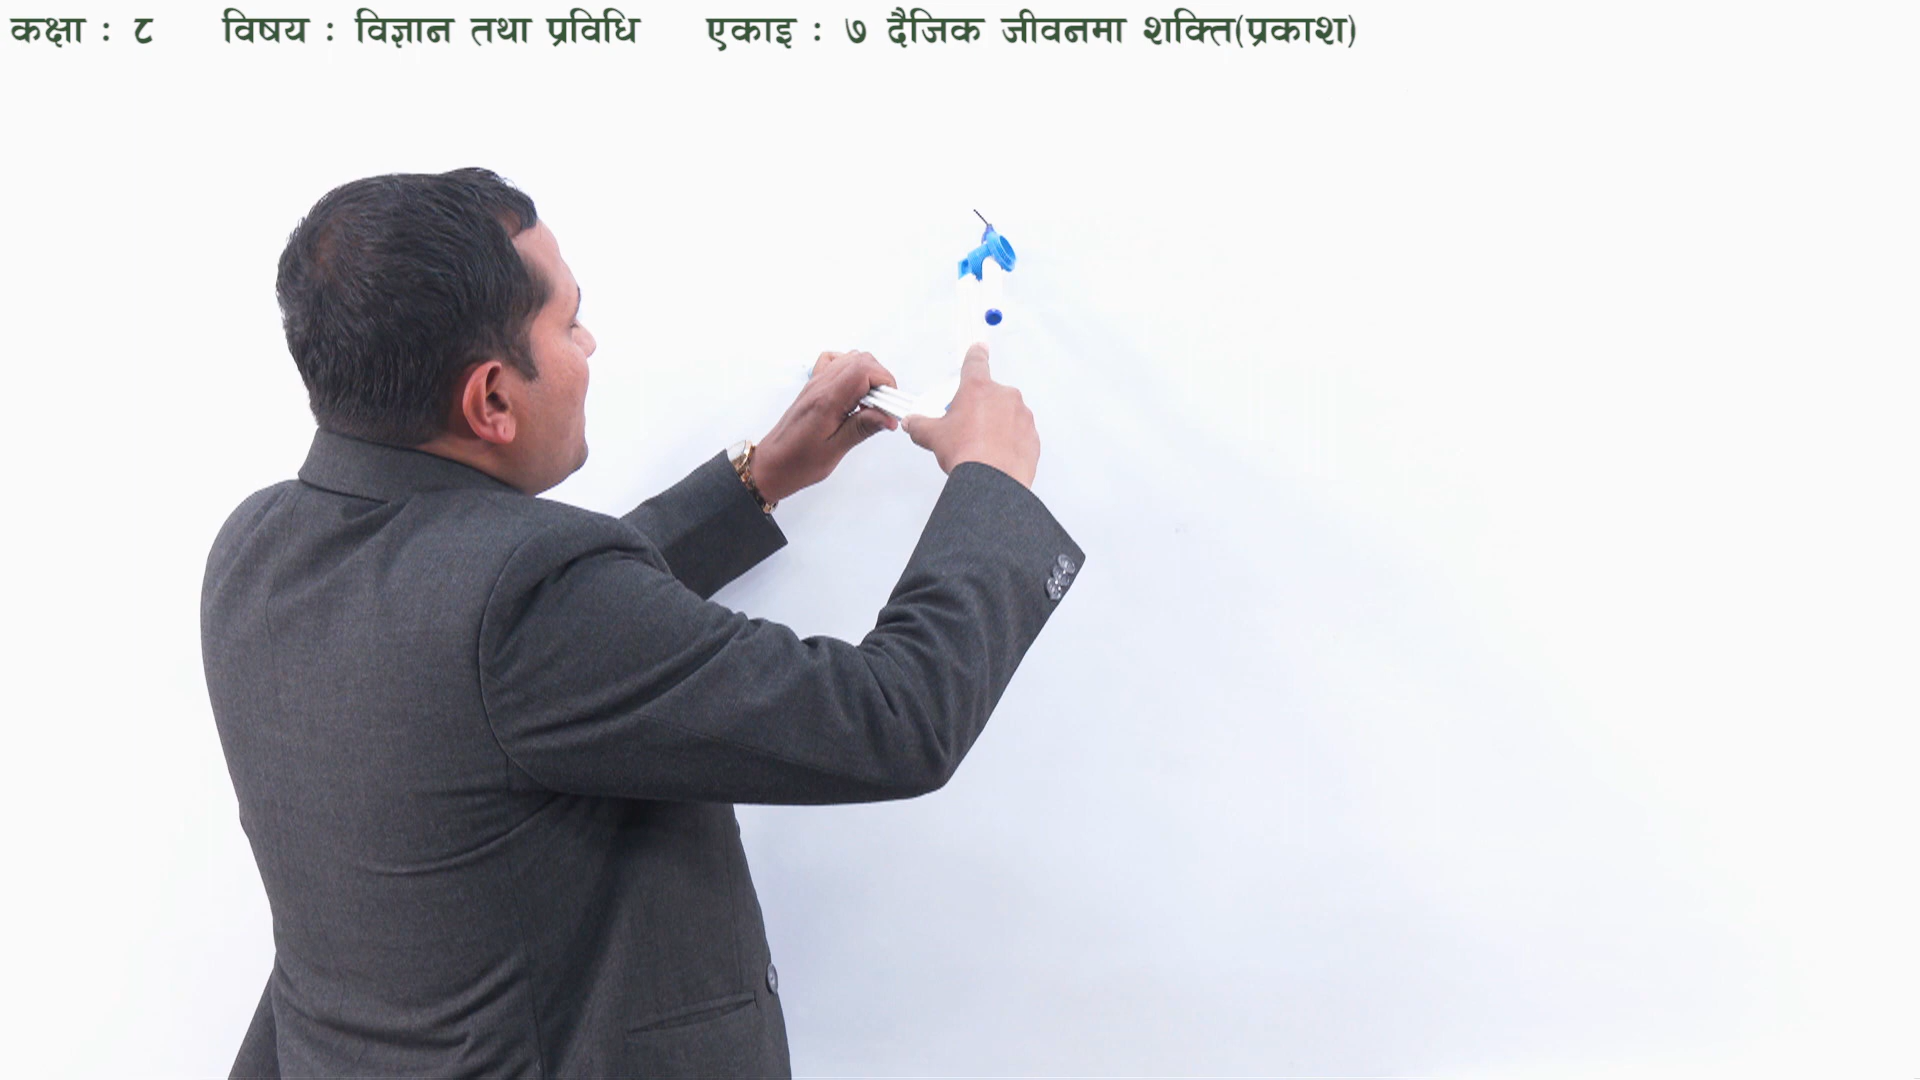 कक्षा : ८ विषय : विज्ञान तथा प्रविधि एकाइ : ७ दैजिक जीवनमा शक्ति(प्रकाश)